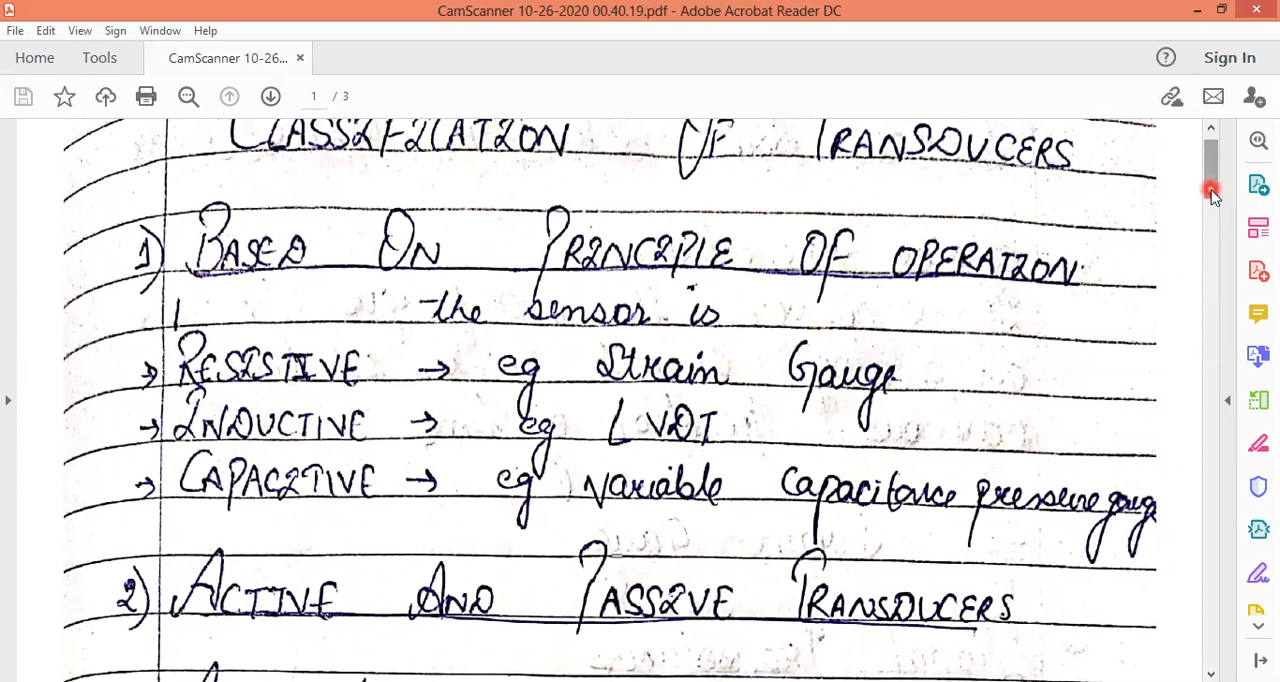 CamScanner 10-26-2020 00.40.19.pdf - Adobe Acrobat Reader DC
File Edit View Sign Window Help
Home Tools CamScanner 10-26... × Sign In
1 / 3
CLASSIFICATION OF TRANSDUCERS
1) BASED ON PRINCIPLE OF OPERATION
the sensor is
→ RESISTIVE → eg Strain Gauge
→ INDUCTIVE → eg LVDT
→ CAPACITIVE → eg variable capacitance pressure gaug
2) ACTIVE AND PASSIVE TRANSDUCERS